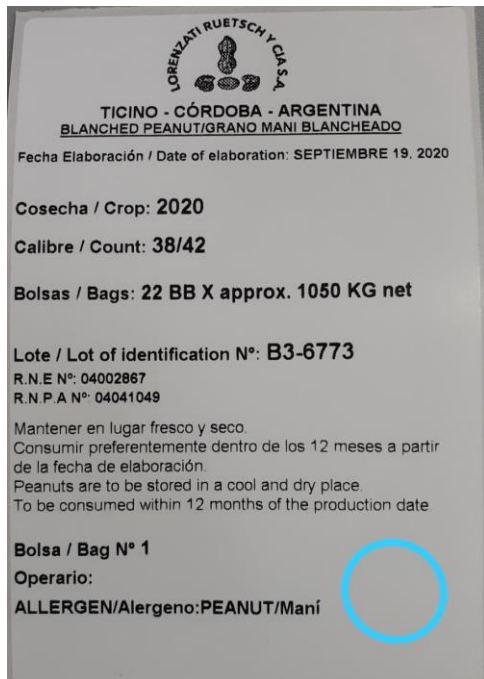 LORENZATI RUETSCH Y CIA S.A.
TICINO - CÓRDOBA - ARGENTINA
BLANCHED PEANUT/GRANO MANI BLANCHEADO
Fecha Elaboración / Date of elaboration: SEPTIEMBRE 19, 2020
Cosecha / Crop: 2020
Calibre / Count: 38/42
Bolsas / Bags: 22 BB X approx. 1050 KG net
Lote / Lot of identification Nº: B3-6773
R.N.E Nº: 04002867
R.N.P.A Nº: 04041049
Mantener en lugar fresco y seco.
Consumir preferentemente dentro de los 12 meses a partir
de la fecha de elaboración.
Peanuts are to be stored in a cool and dry place.
To be consumed within 12 months of the production date.
Bolsa / Bag Nº 1
Operario:
ALLERGEN/Alergeno:PEANUT/Maní